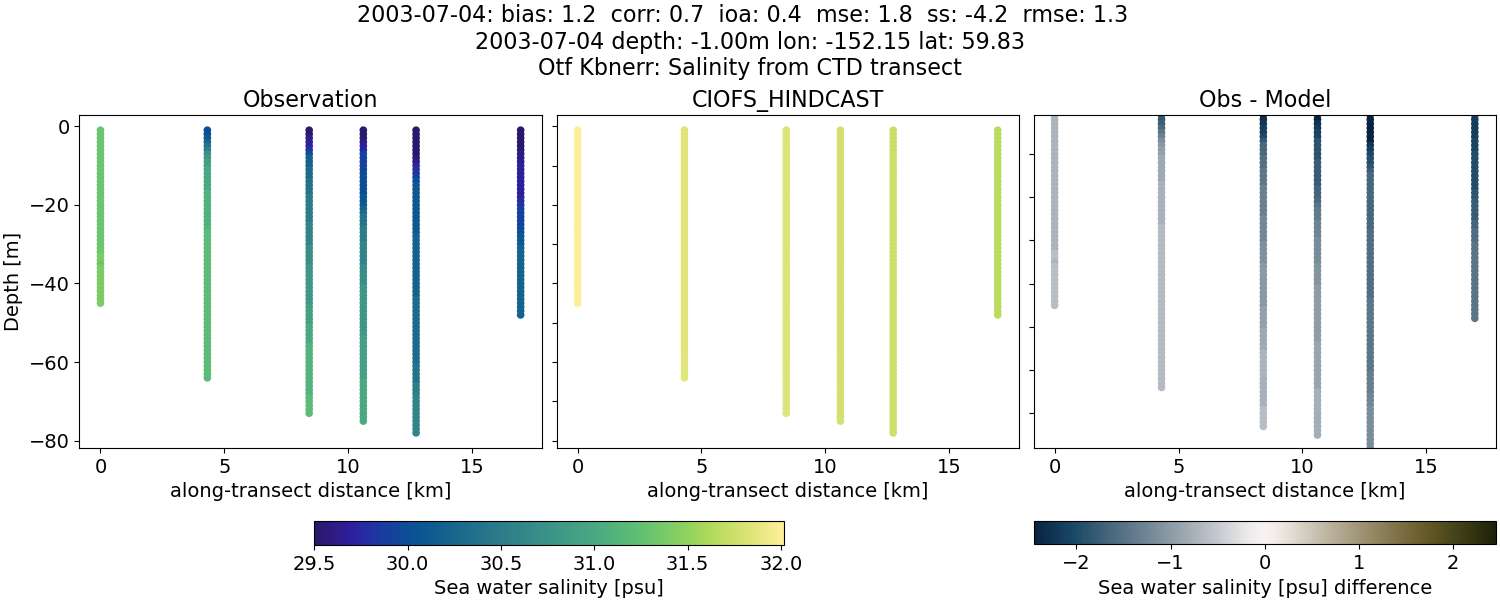 2003-07-04: bias: 1.2  corr: 0.7  ioa: 0.4  mse: 1.8  ss: -4.2  rmse: 1.3
2003-07-04 depth: -1.00m lon: -152.15 lat: 59.83
Otf Kbnerr: Salinity from CTD transect
Observation
CIOFS_HINDCAST
Obs - Model
Depth [m]
0
−20
−40
−60
−80
0 5 10 15
0 5 10 15
0 5 10 15
along-transect distance [km]
along-transect distance [km]
along-transect distance [km]
29.5 30.0 30.5 31.0 31.5 32.0
Sea water salinity [psu]
−2 −1 0 1 2
Sea water salinity [psu] difference